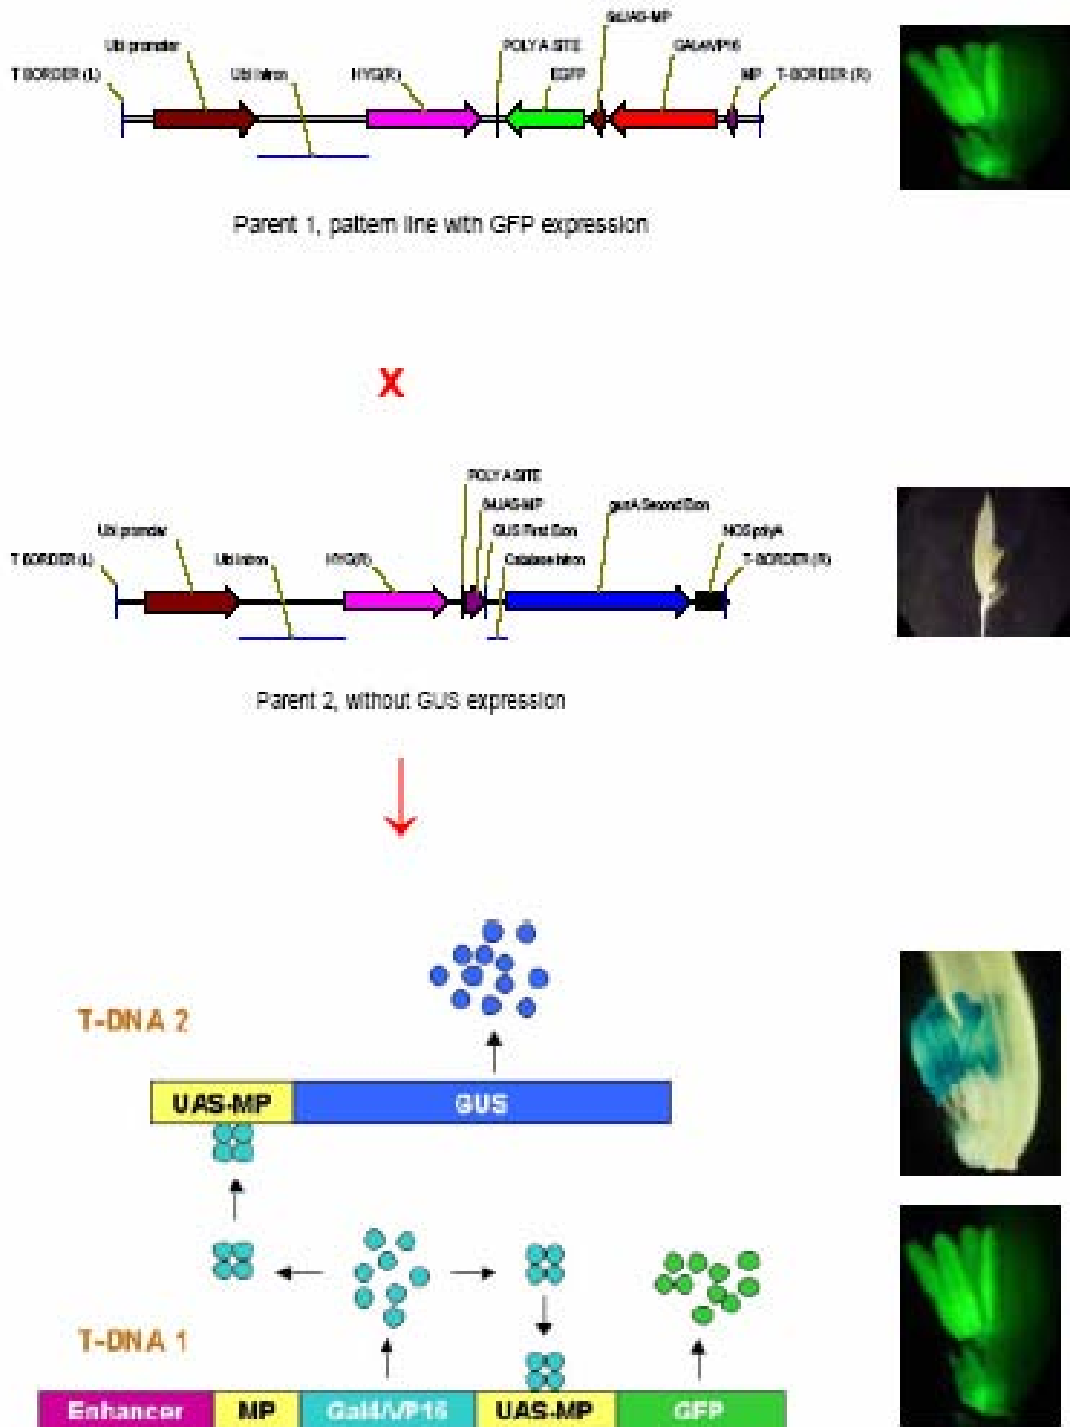 Ubi promoter
POLY A SITE
GAL4/VP16
T BORDER (L)
Ubi Intron
HYG(R)
EGFP
MP
T-BORDER (R)
Parent 1, pattern line with GFP expression
X
POLY A SITE
GUS First Exon
gusA Second Exon
Ubi promoter
NOS polyA
T BORDER (L)
Ubi Intron
HYG(R)
Catalase Intron
T-BORDER (R)
Parent 2, without GUS expression
T-DNA 2
UAS-MP
GUS
T-DNA 1
Enhancer
MP
Gal4/VP16
UAS-MP
GFP